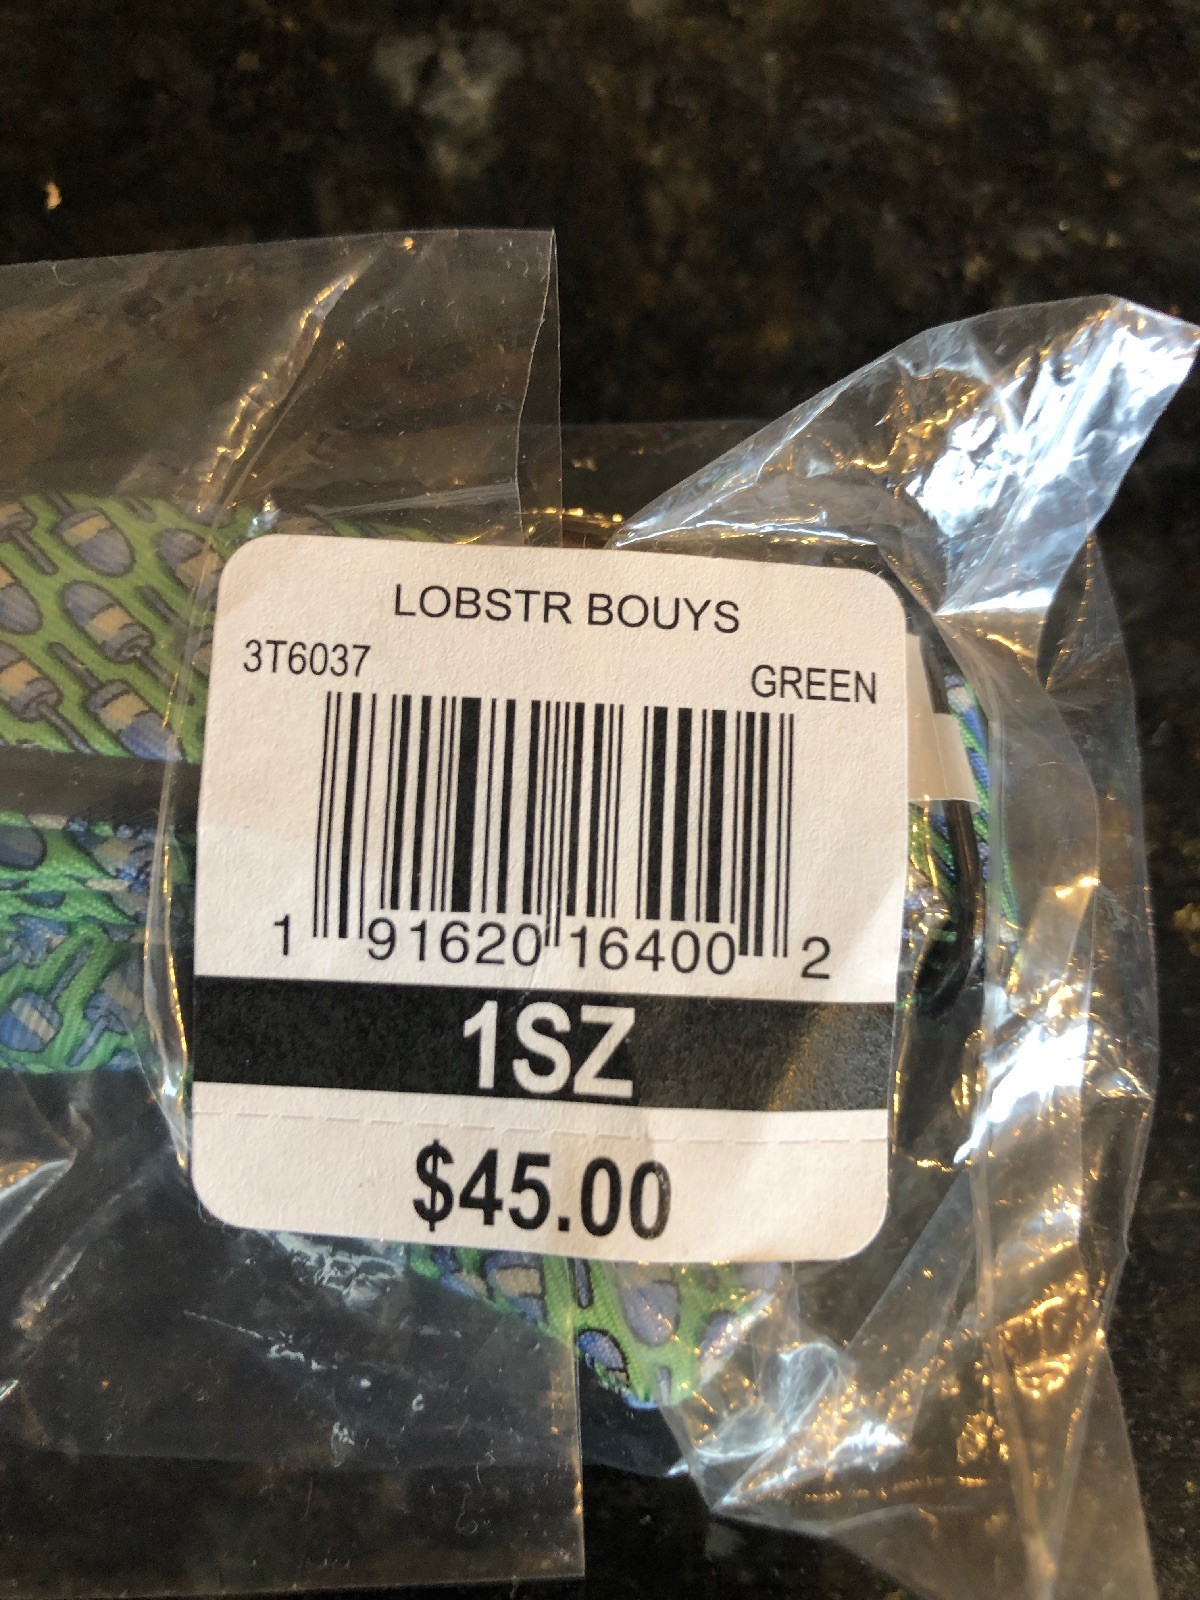 LOBSTR BOUYS
3T6037 GREEN
1 91620 16400 2
1SZ
$45.00